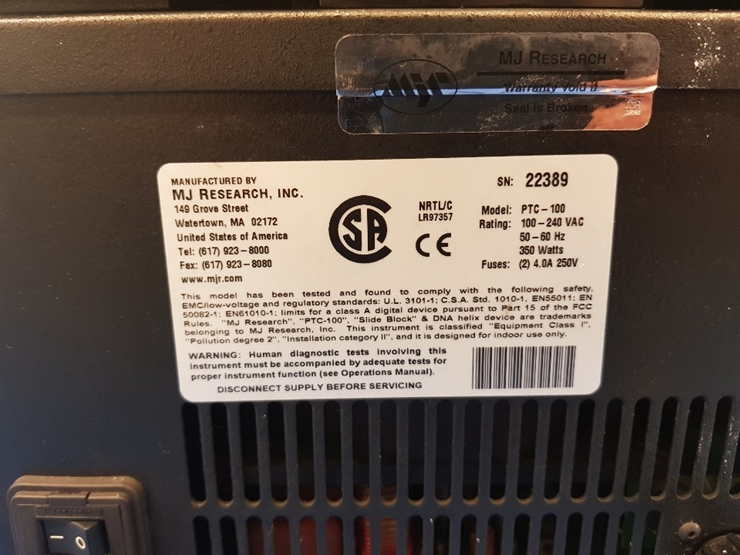 MJ RESEARCH
Warranty Void if
Seal is Broken
MANUFACTURED BY
MJ RESEARCH, INC.
149 Grove Street
Watertown, MA 02172
United States of America
Tel: (617) 923-8000
Fax: (617) 923-8080
www.mjr.com
NRTL/C
LR97357
CE
SN: 22389
Model: PTC-100
Rating: 100-240 VAC
50-60 Hz
350 Watts
Fuses: (2) 4.0A 250V
This model has been tested and found to comply with the following safety,
EMC/low-voltage and regulatory standards: U.L. 3101-1; C.S.A. Std. 1010-1, EN55011; EN
50082-1; EN61010-1; limits for a class A digital device pursuant to Part 15 of the FCC
Rules. "MJ Research", "PTC-100", "Slide Block" & DNA helix device are trademarks
belonging to MJ Research, Inc. This instrument is classified "Equipment Class I",
"Pollution degree 2", "Installation category II", and it is designed for indoor use only.
WARNING: Human diagnostic tests involving this
instrument must be accompanied by adequate tests for
proper instrument function (see Operations Manual).
DISCONNECT SUPPLY BEFORE SERVICING